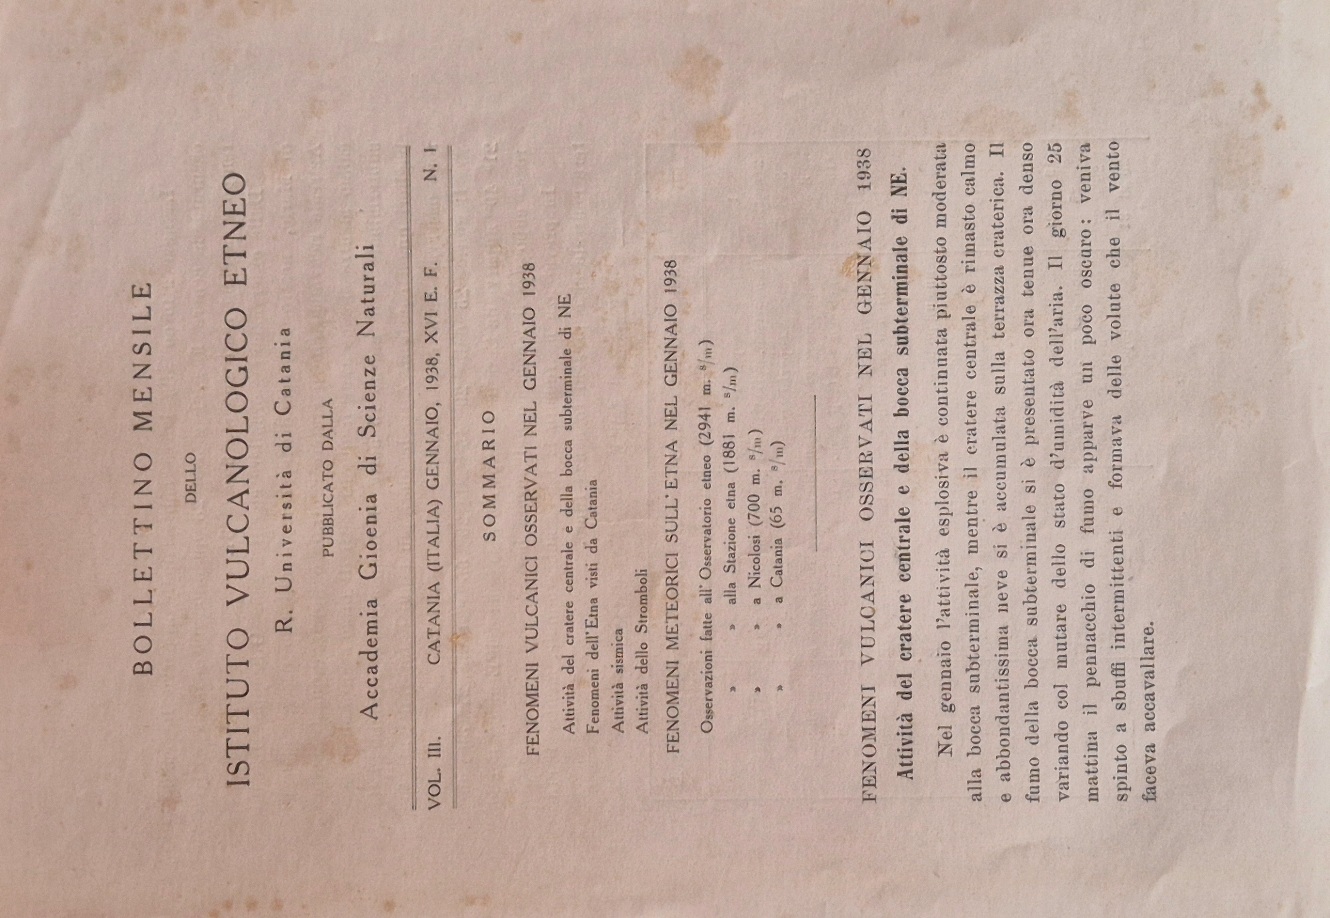 BOLLETTINO MENSILE
DELLO
ISTITUTO VULCANOLOGICO ETNEO
R. Università di Catania
PUBBLICATO DALLA
Accademia Gioenia di Scienze Naturali
VOL. III. CATANIA (ITALIA) GENNAIO, 1938, XVI E. F. N. 1
SOMMARIO
FENOMENI VULCANICI OSSERVATI NEL GENNAIO 1938
Attività del cratere centrale e della bocca subterminale di NE
Fenomeni dell'Etna visti da Catania
Attività sismica
Attività dello Stromboli
FENOMENI METEORICI SULL'ETNA NEL GENNAIO 1938
Osservazioni fatte all'Osservatorio etneo (2941 m. s/m)
» » alla Stazione etna (1881 m. s/m)
» » a Nicolosi (700 m. s/m)
» » a Catania (65 m. s/m)
FENOMENI VULCANICI OSSERVATI NEL GENNAIO 1938
Attività del cratere centrale e della bocca subterminale di NE.
Nel gennaio l'attività esplosiva è continuata piuttosto moderata
alla bocca subterminale, mentre il cratere centrale è rimasto calmo
e abbondantissima neve si è accumulata sulla terrazza craterica. Il
fumo della bocca subterminale si è presentato ora tenue ora denso
variando col mutare dello stato d'umidità dell'aria. Il giorno 25
mattina il pennacchio di fumo apparve un poco oscuro: veniva
spinto a sbuffi intermittenti e formava delle volute che il vento
faceva accavallare.